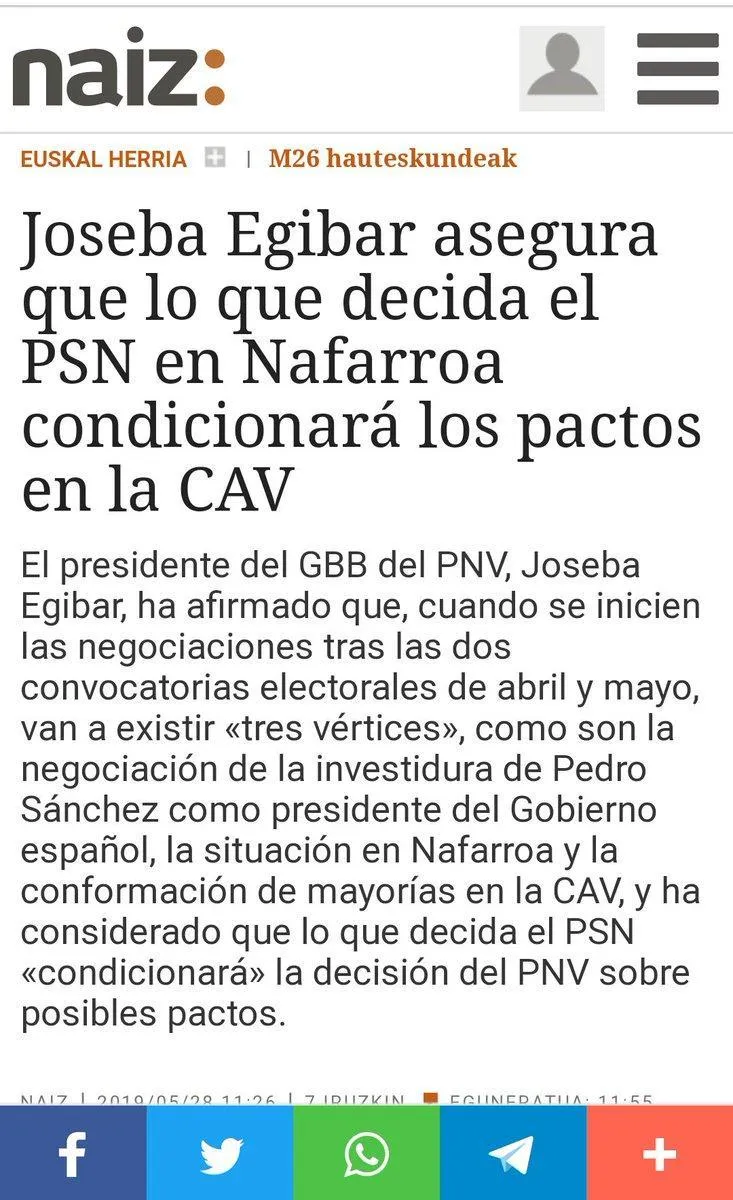 naiz:
EUSKAL HERRIA + | M26 hauteskundeak
Joseba Egibar asegura
que lo que decida el
PSN en Nafarroa
condicionará los pactos
en la CAV
El presidente del GBB del PNV, Joseba
Egibar, ha afirmado que, cuando se inicien
las negociaciones tras las dos
convocatorias electorales de abril y mayo,
van a existir «tres vértices», como son la
negociación de la investidura de Pedro
Sánchez como presidente del Gobierno
español, la situación en Nafarroa y la
conformación de mayorías en la CAV, y ha
considerado que lo que decida el PSN
«condicionará» la decisión del PNV sobre
posibles pactos.
NAIZ | 2019/05/28 11:26 | 7 IRUZKIN EGUNERATUA: 11:55